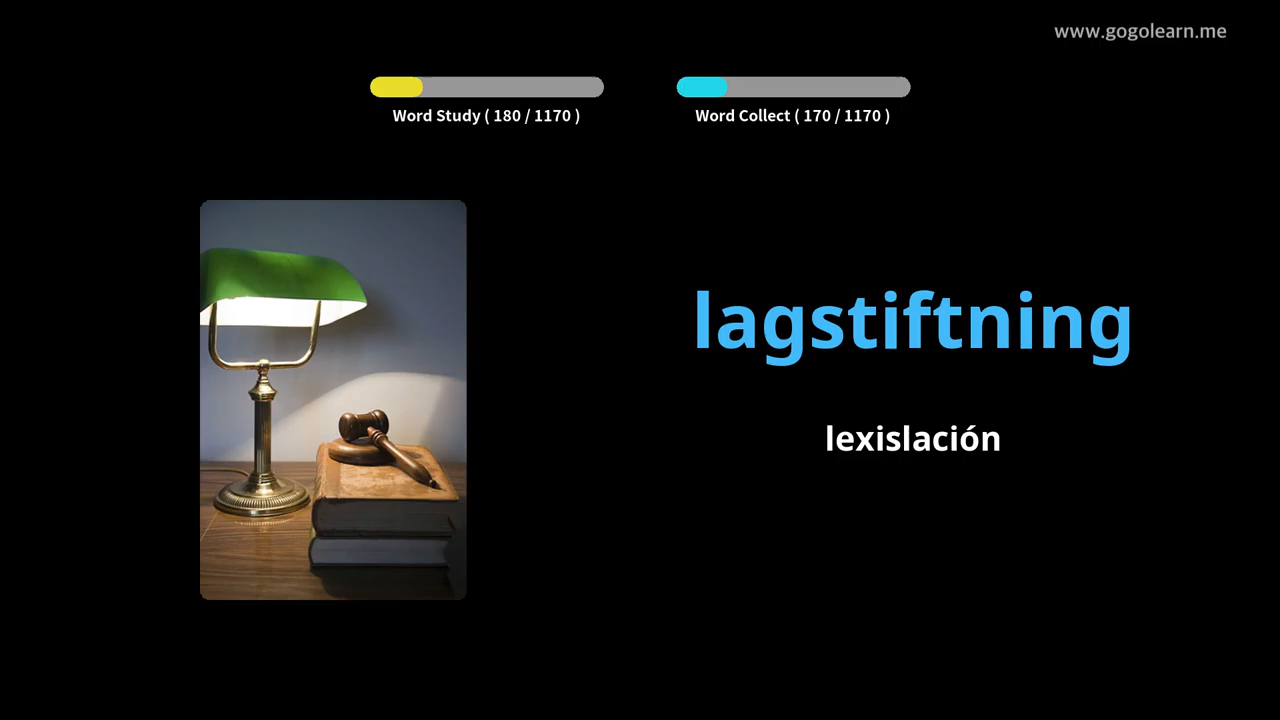 www.gogolearn.me
Word Study ( 180 / 1170 )
Word Collect ( 170 / 1170 )
lagstiftning
lexislación